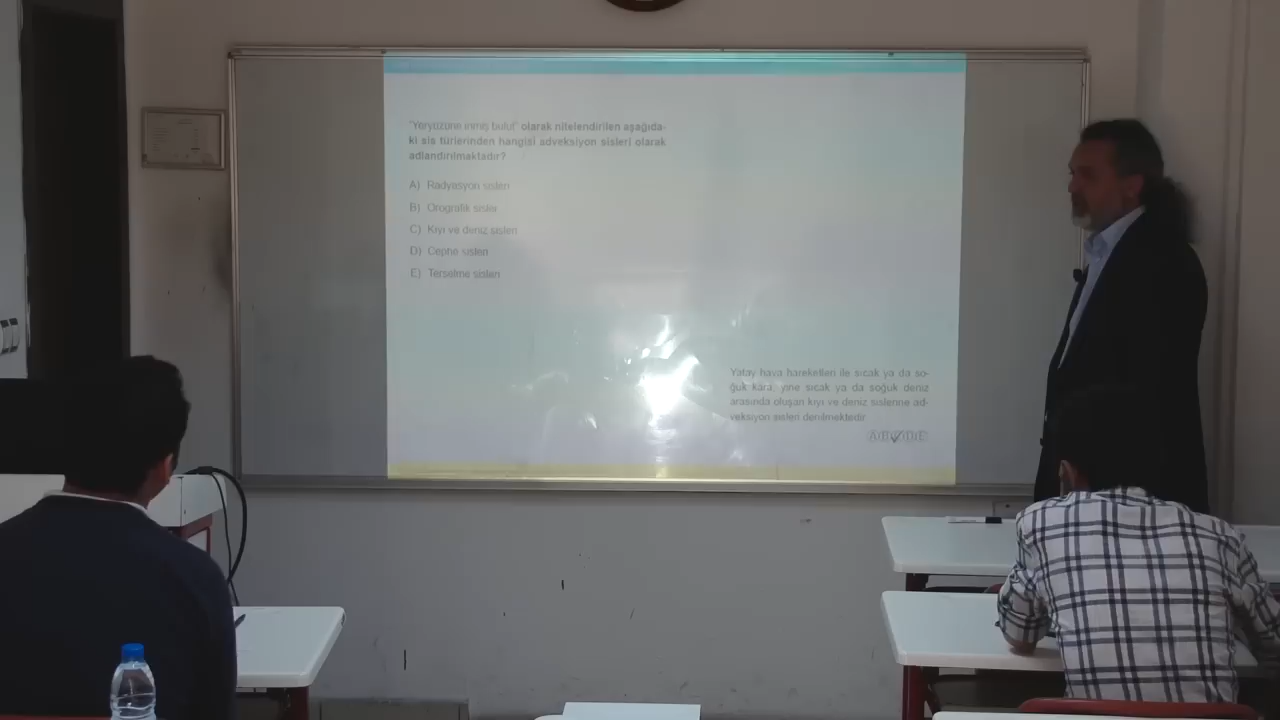 "Yeryüzüne inmiş bulut" olarak nitelendirilen aşağıda-
ki sis türlerinden hangisi adveksiyon sisleri olarak
adlandırılmaktadır?
A) Radyasyon sisleri
B) Orografik sisler
C) Kıyı ve deniz sisleri
D) Cephe sisleri
E) Terselme sisleri
Yatay hava hareketleri ile sıcak ya da so-
ğuk kara, yine sıcak ya da soğuk deniz
arasında oluşan kıyı ve deniz sislerine ad-
veksiyon sisleri denilmektedir.
A B C D E